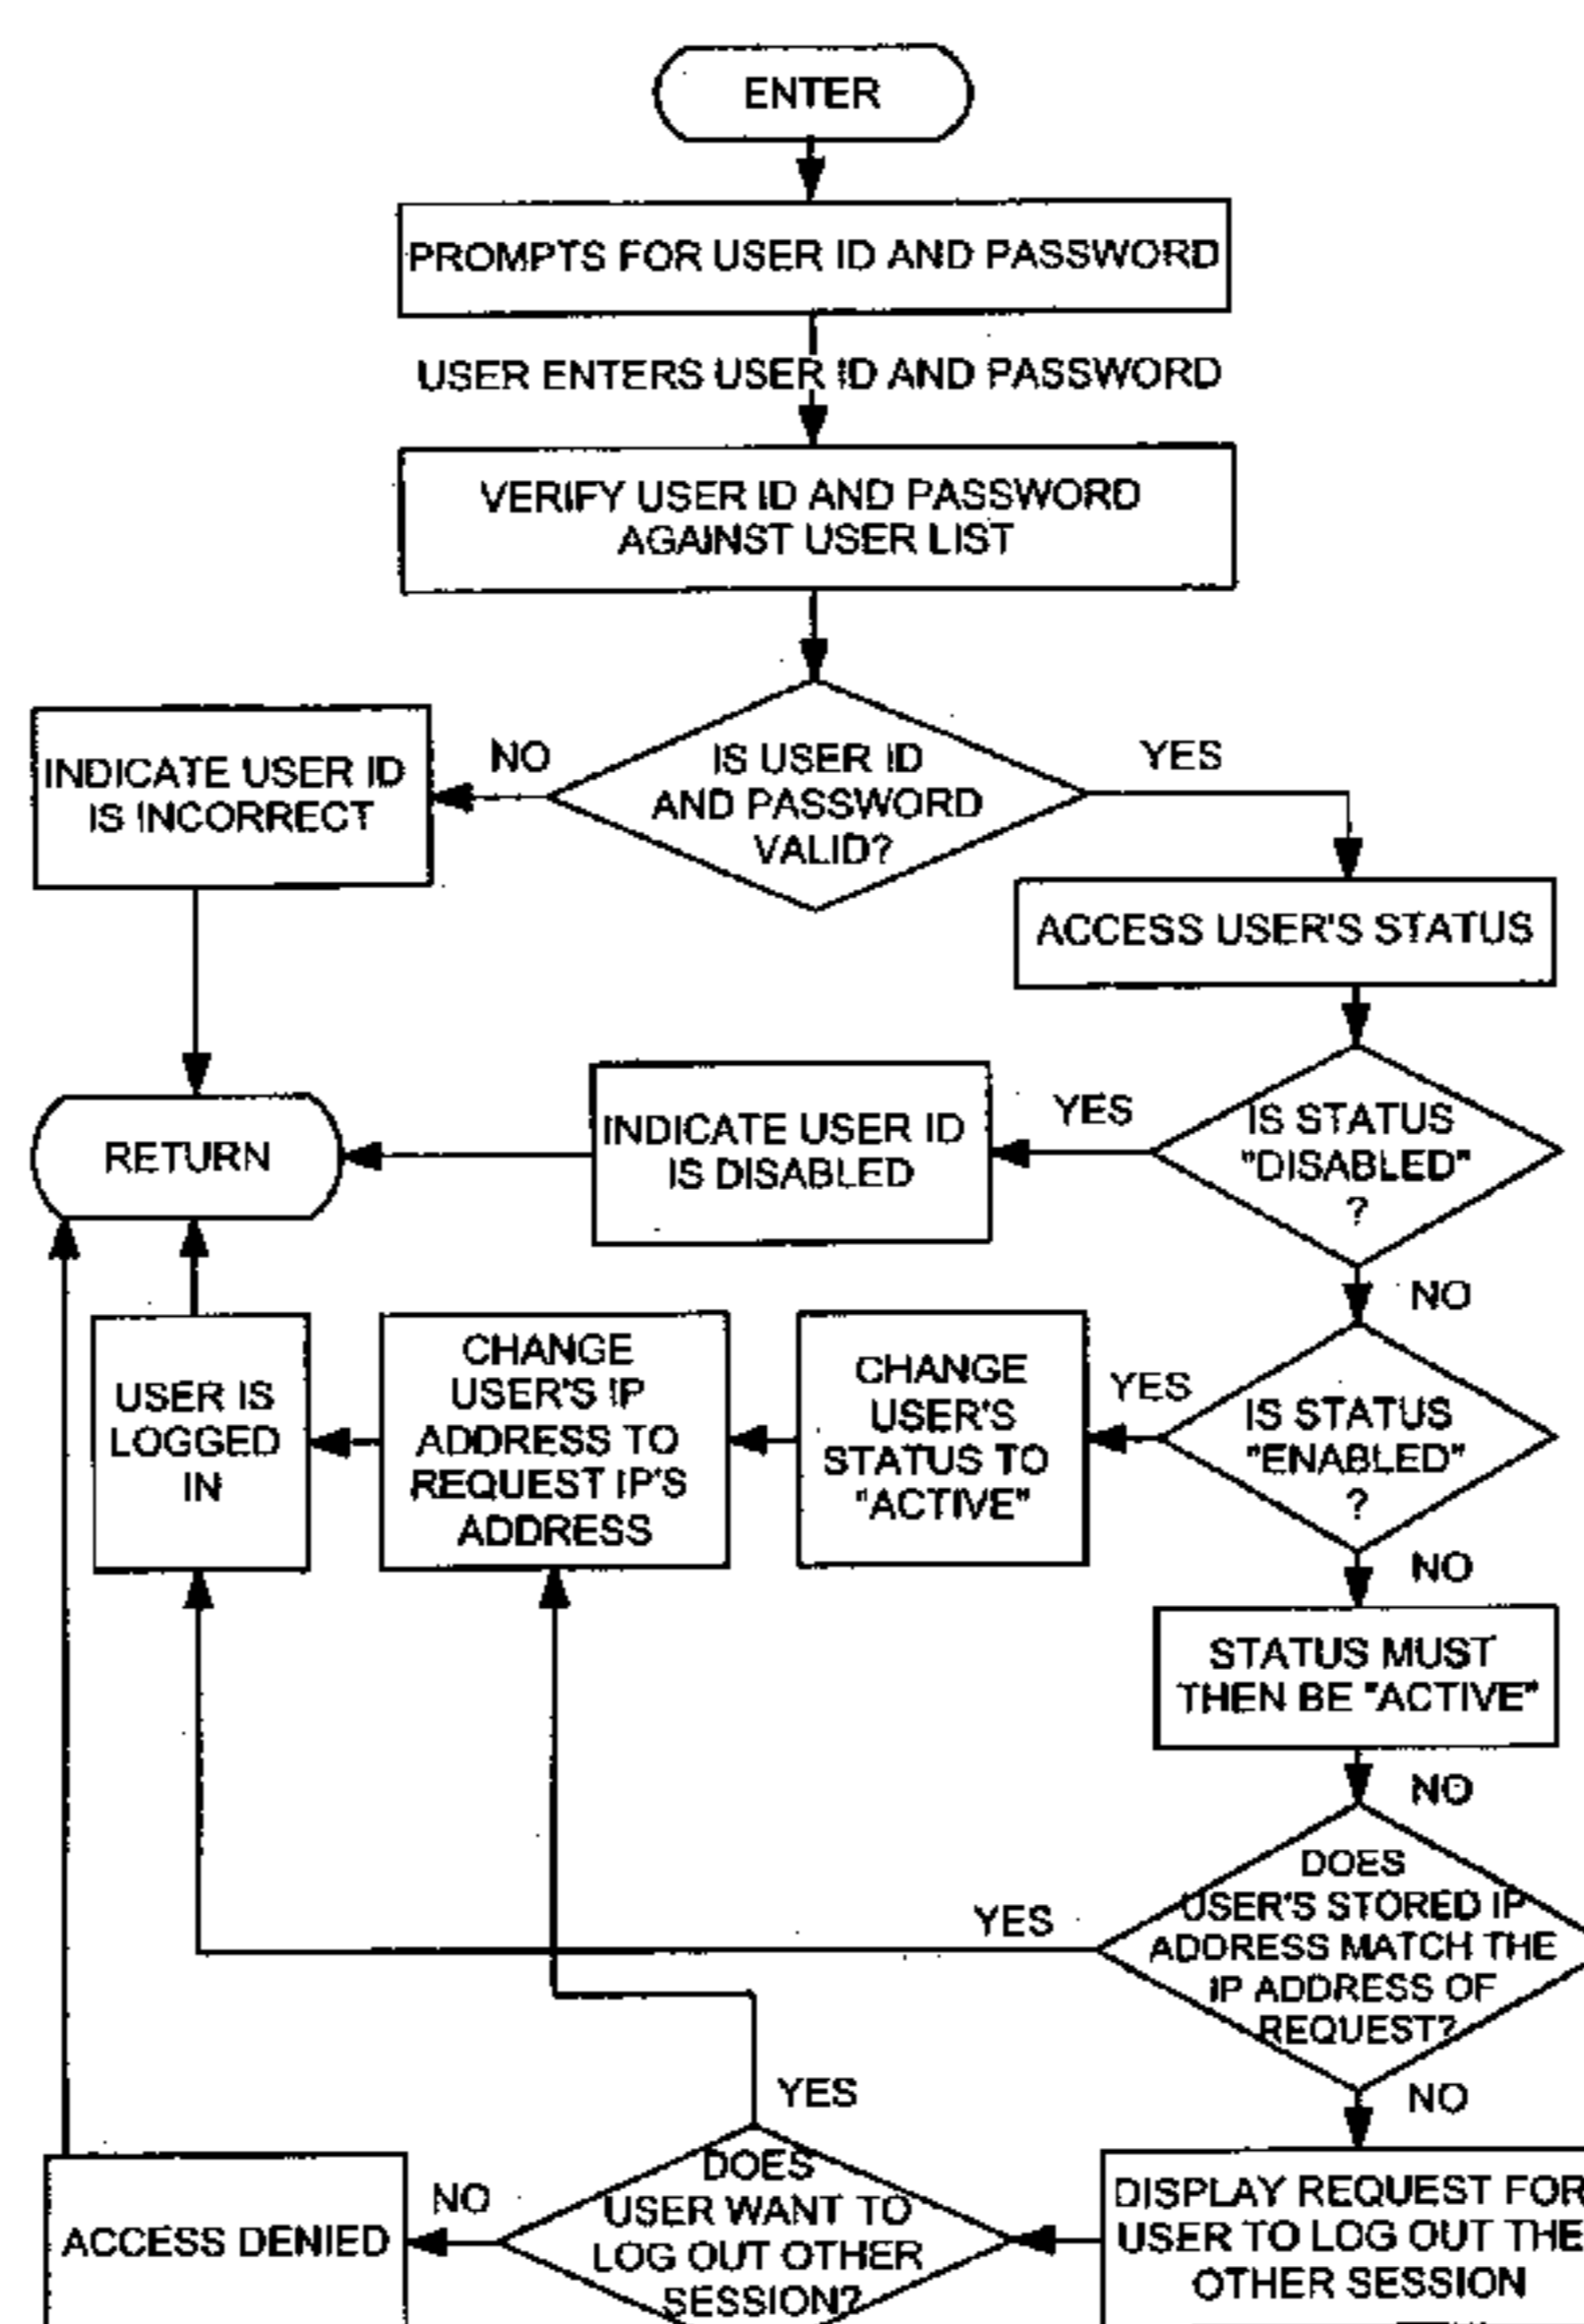 ENTER
PROMPTS FOR USER ID AND PASSWORD
USER ENTERS USER ID AND PASSWORD
VERIFY USER ID AND PASSWORD
AGAINST USER LIST
IS USER ID
AND PASSWORD
VALID?
NO
YES
INDICATE USER ID
IS INCORRECT
ACCESS USER'S STATUS
IS STATUS
"DISABLED"
?
YES
INDICATE USER ID
IS DISABLED
RETURN
NO
IS STATUS
"ENABLED"
?
YES
CHANGE
USER'S
STATUS TO
"ACTIVE"
CHANGE
USER'S IP
ADDRESS TO
REQUEST IP'S
ADDRESS
USER IS
LOGGED
IN
NO
STATUS MUST
THEN BE "ACTIVE"
NO
DOES
USER'S STORED IP
ADDRESS MATCH THE
IP ADDRESS OF
REQUEST?
YES
NO
DISPLAY REQUEST FOR
USER TO LOG OUT THE
OTHER SESSION
DOES
USER WANT TO
LOG OUT OTHER
SESSION?
YES
NO
ACCESS DENIED